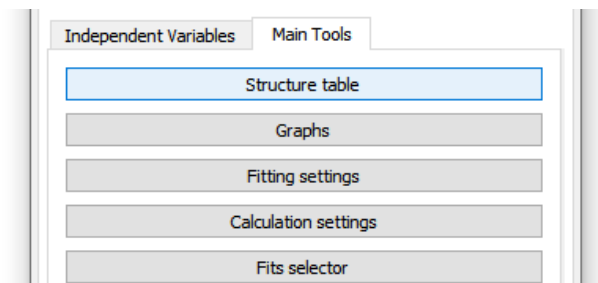 Independent Variables Main Tools
Structure table
Graphs
Fitting settings
Calculation settings
Fits selector